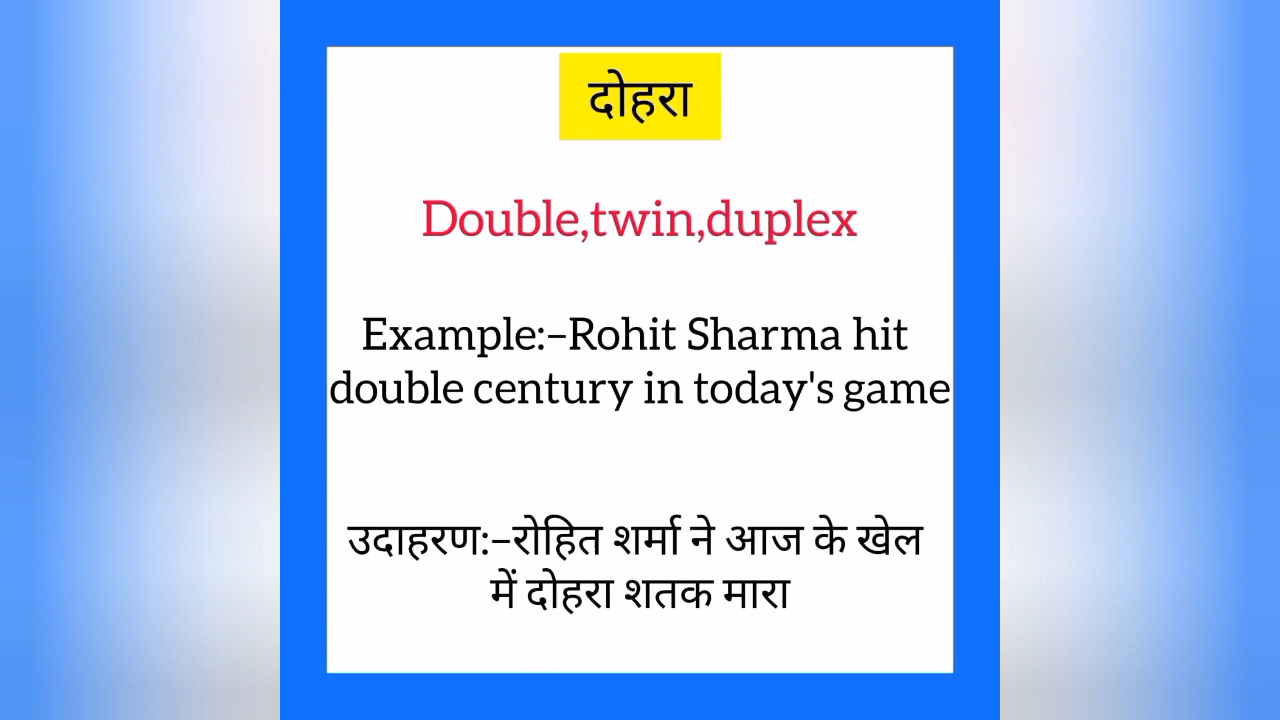 दोहरा
Double,twin,duplex
Example:–Rohit Sharma hit
double century in today's game
उदाहरण:–रोहित शर्मा ने आज के खेल
में दोहरा शतक मारा